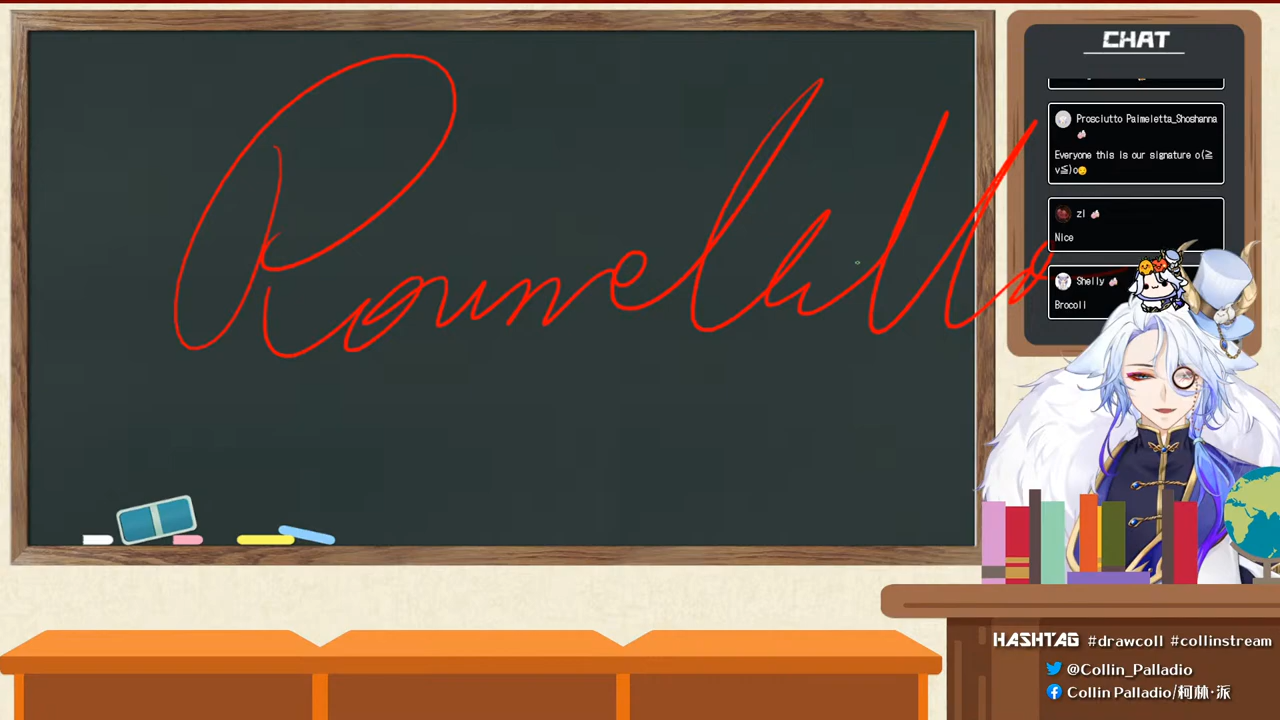 CHAT
Prosciutto Palmeletta_Shoshanna
Everyone this is our signature o(≧
v≦)o😏
zl
Nice
Shelly
Brocoll
HASHTAG #drawcoll #collinstream
@Collin_Palladio
Collin Palladio/柯林·派